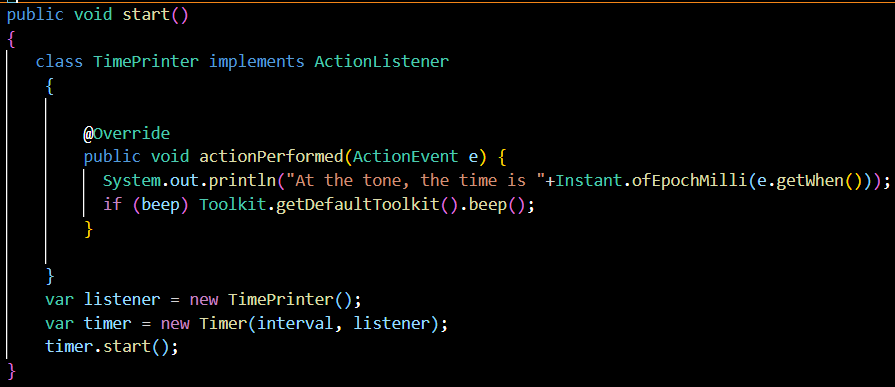 public void start()
{
class TimePrinter implements ActionListener
{
@Override
public void actionPerformed(ActionEvent e) {
System.out.println("At the tone, the time is "+Instant.ofEpochMilli(e.getWhen()));
if (beep) Toolkit.getDefaultToolkit().beep();
}
}
var listener = new TimePrinter();
var timer = new Timer(interval, listener);
timer.start();
}